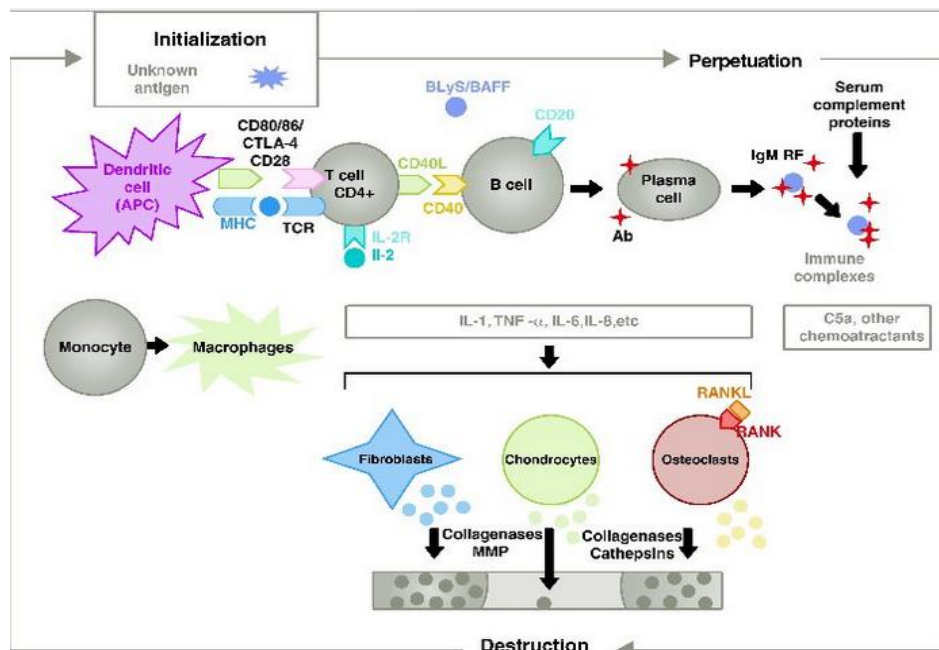 Initialization
Unknown
antigen
Perpetuation
BLyS/BAFF
CD20
Serum
complement
proteins
CD80/86/
CTLA-4
CD28
Dendritic
cell
(APC)
T cell
CD4+
CD40L
CD40
B cell
IgM RF
Plasma
cell
MHC
TCR
IL-2R
Il-2
Ab
Immune
complexes
Monocyte
Macrophages
IL-1, TNF -α, IL-6,IL-8,etc
C5a, other
chemoatractants
RANKL
RANK
Fibroblasts
Chondrocytes
Osteoclasts
Collagenases
MMP
Collagenases
Cathepsins
Destruction